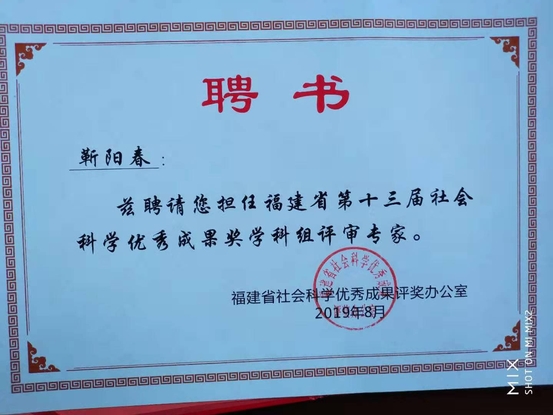 聘书
靳阳春：
兹聘请您担任福建省第十三届社会
科学优秀成果奖学科组评审专家。
福建省社会科学优秀成果评奖办公室
2019年8月
MIX
SHOT ON MI MIX2